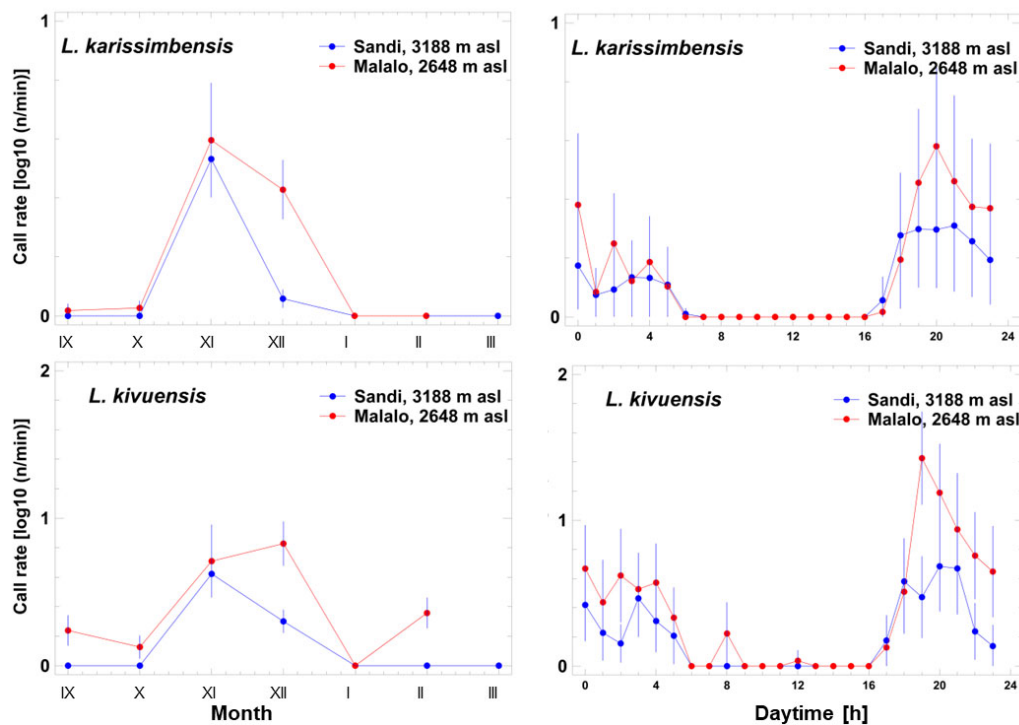 1
L. karissimbensis
Sandi, 3188 m asl
Malalo, 2648 m asl
Call rate [log10 (n/min)]
0
IX X XI XII I II III
1
L. karissimbensis
Sandi, 3188 m asl
Malalo, 2648 m asl
0
0 4 8 12 16 20 24
2
L. kivuensis
Sandi, 3188 m asl
Malalo, 2648 m asl
Call rate [log10 (n/min)]
1
0
IX X XI XII I II III
Month
2
L. kivuensis
Sandi, 3188 m asl
Malalo, 2648 m asl
1
0
0 4 8 12 16 20 24
Daytime [h]